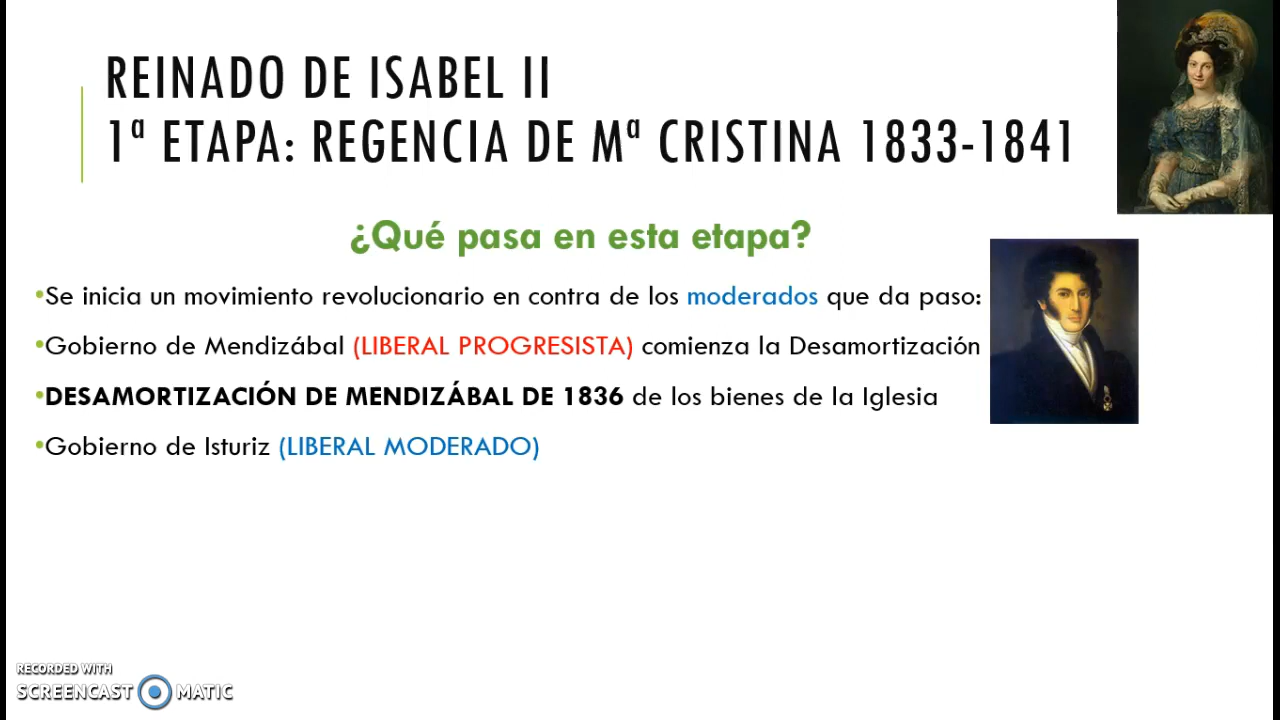 REINADO DE ISABEL II
1ª ETAPA: REGENCIA DE Mª CRISTINA 1833-1841
¿Qué pasa en esta etapa?
•Se inicia un movimiento revolucionario en contra de los moderados que da paso:
•Gobierno de Mendizábal (LIBERAL PROGRESISTA) comienza la Desamortización
•DESAMORTIZACIÓN DE MENDIZÁBAL DE 1836 de los bienes de la Iglesia
•Gobierno de Isturiz (LIBERAL MODERADO)
RECORDED WITH
SCREENCAST MATIC